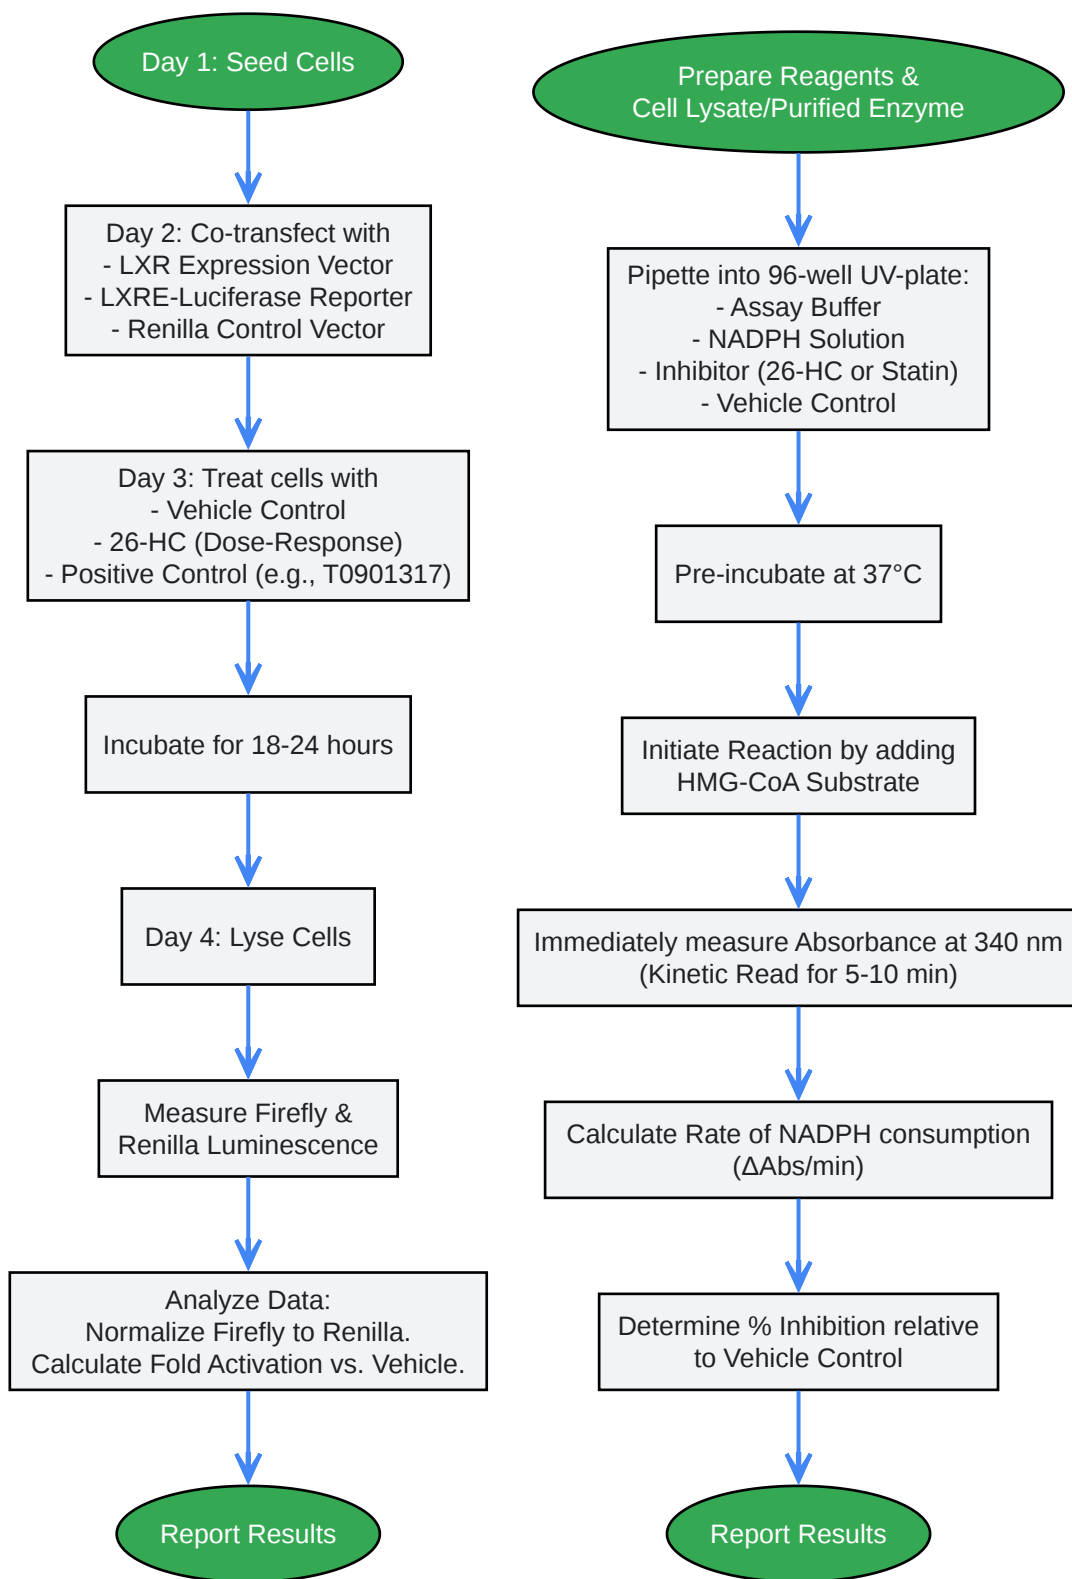 Day 1: Seed Cells
Day 2: Co-transfect with
- LXR Expression Vector
- LXRE-Luciferase Reporter
- Renilla Control Vector
Day 3: Treat cells with
- Vehicle Control
- 26-HC (Dose-Response)
- Positive Control (e.g., T0901317)
Incubate for 18-24 hours
Day 4: Lyse Cells
Measure Firefly &
Renilla Luminescence
Analyze Data:
Normalize Firefly to Renilla.
Calculate Fold Activation vs. Vehicle.
Report Results
Prepare Reagents &
Cell Lysate/Purified Enzyme
Pipette into 96-well UV-plate:
- Assay Buffer
- NADPH Solution
- Inhibitor (26-HC or Statin)
- Vehicle Control
Pre-incubate at 37°C
Initiate Reaction by adding
HMG-CoA Substrate
Immediately measure Absorbance at 340 nm
(Kinetic Read for 5-10 min)
Calculate Rate of NADPH consumption
(ΔAbs/min)
Determine % Inhibition relative
to Vehicle Control
Report Results